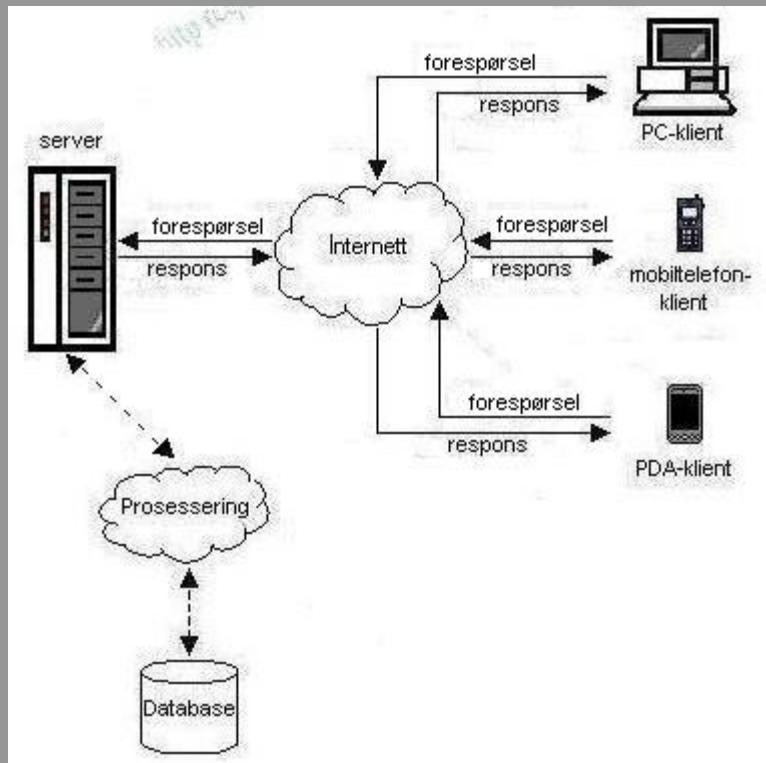 forespørsel
respons
PC-klient
server
forespørsel
respons
Internett
forespørsel
respons
mobiltelefon-
klient
forespørsel
respons
PDA-klient
Prosessering
Database